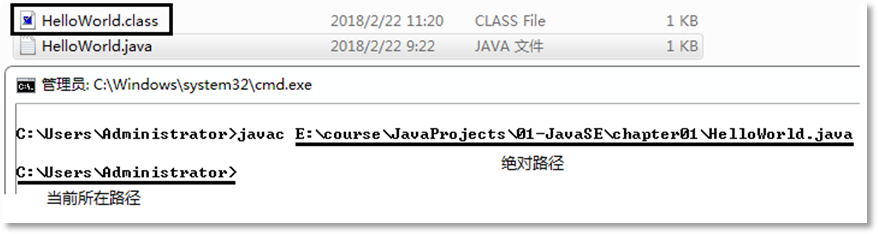 HelloWorld.class 2018/2/22 11:20 CLASS File 1 KB
HelloWorld.java 2018/2/22 9:22 JAVA 文件 1 KB
管理员: C:\Windows\system32\cmd.exe
C:\Users\Administrator>javac E:\course\JavaProjects\01-JavaSE\chapter01\HelloWorld.java
绝对路径
C:\Users\Administrator>
当前所在路径